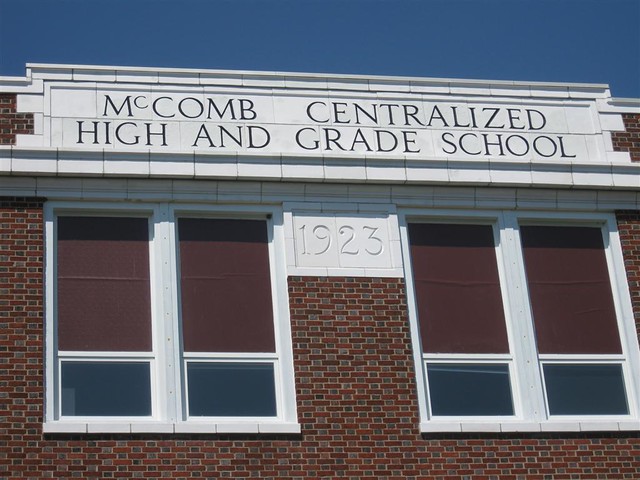 McCOMB CENTRALIZED
HIGH AND GRADE SCHOOL
1923